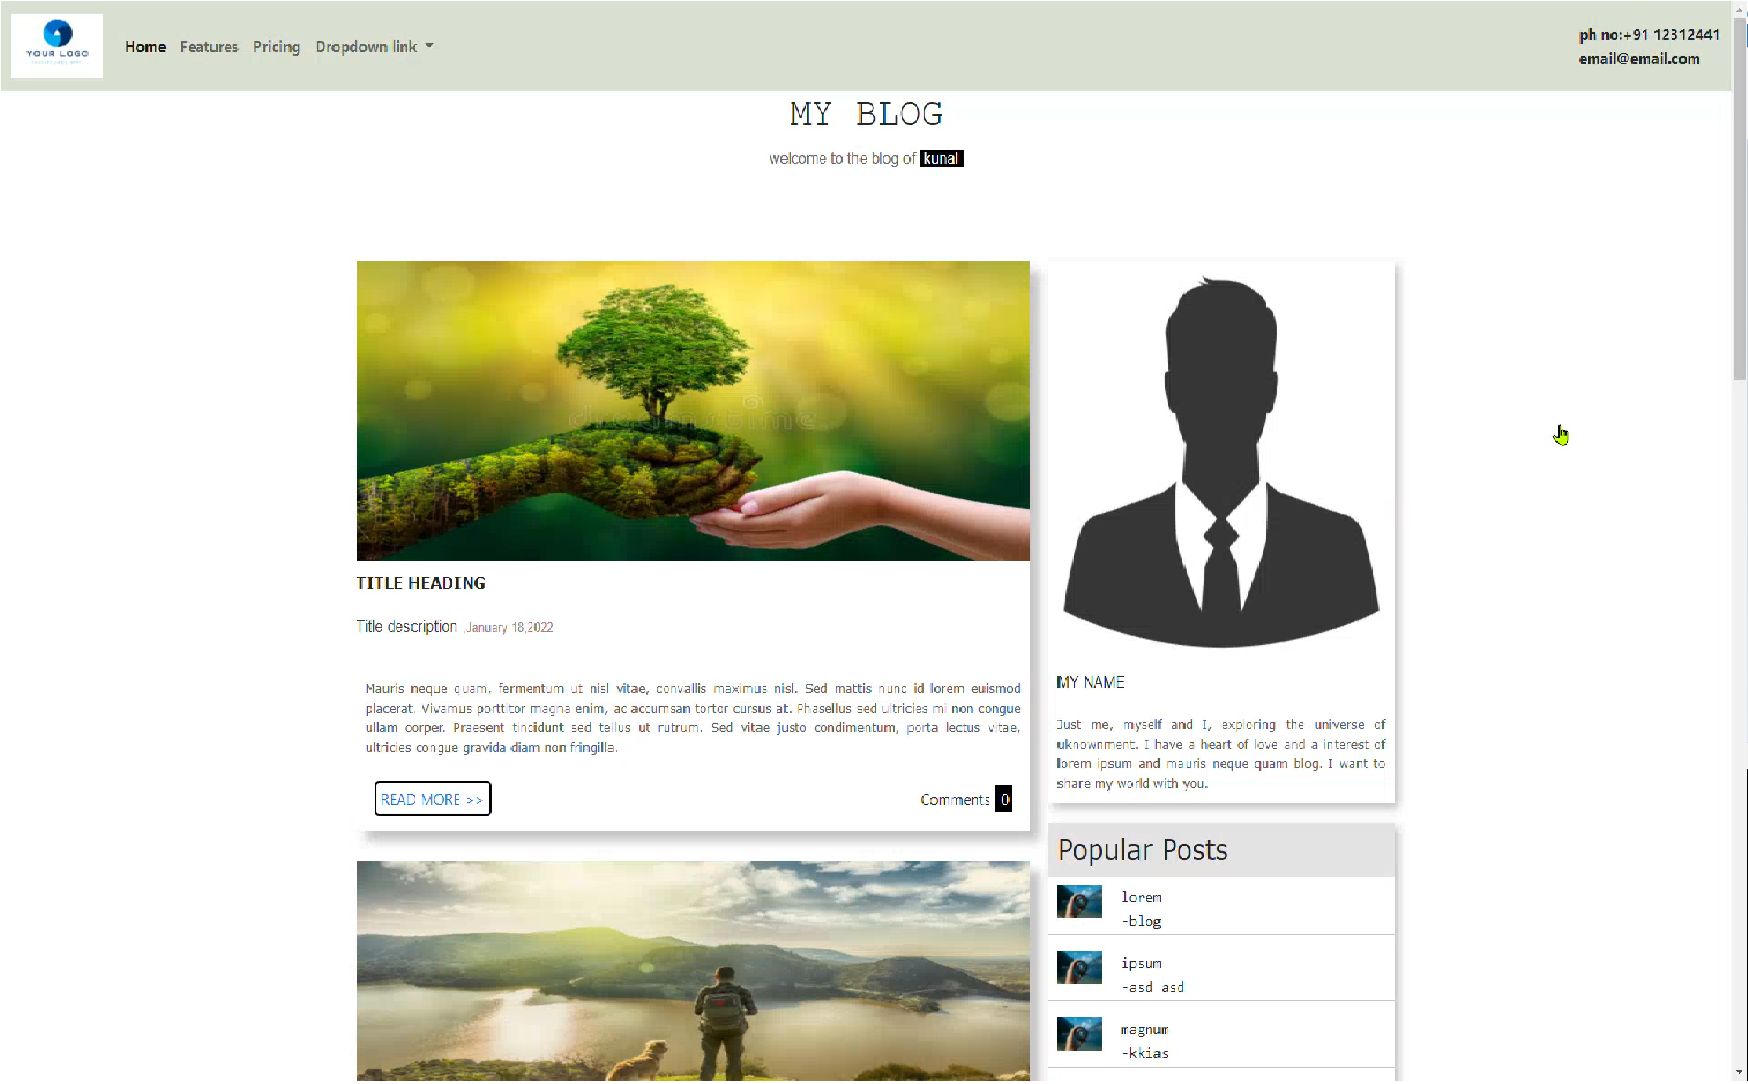 YOUR LOGO
Home Features Pricing Dropdown link
ph no:+91 12312441
email@email.com
MY BLOG
welcome to the blog of kunal
dreamstime
TITLE HEADING
Title description ,January 18,2022
Mauris neque quam, fermentum ut nisl vitae, convallis maximus nisl. Sed mattis nunc id lorem euismod
placerat. Vivamus porttitor magna enim, ac accumsan tortor cursus at. Phasellus sed ultricies mi non congue
ullam corper. Praesent tincidunt sed tellus ut rutrum. Sed vitae justo condimentum, porta lectus vitae,
ultricies congue gravida diam non fringilla.
READ MORE >>
Comments 0
MY NAME
Just me, myself and I, exploring the universe of
uknownment. I have a heart of love and a interest of
lorem ipsum and mauris neque quam blog. I want to
share my world with you.
Popular Posts
lorem
-blog
ipsum
-asd asd
magnum
-kkias